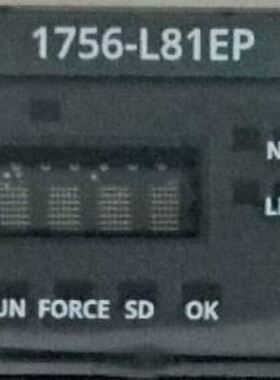 1756-L81EP
N
L
UN FORCE SD OK